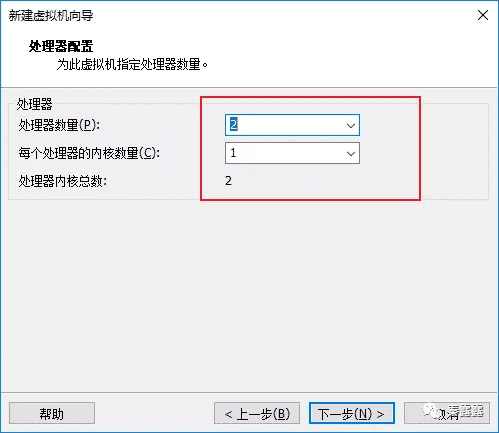 新建虚拟机向导
处理器配置
为此虚拟机指定处理器数量。
处理器
处理器数量(P):
2
每个处理器的内核数量(C):
1
处理器内核总数:
2
帮助
< 上一步(B)
下一步(N) >
取消